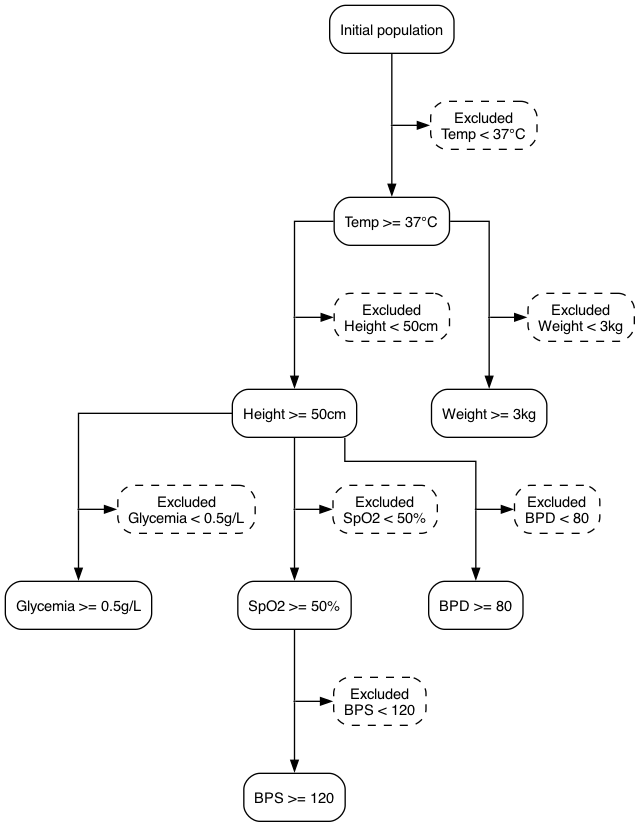 Initial population
Excluded
Temp < 37°C
Temp >= 37°C
Excluded
Height < 50cm
Excluded
Weight < 3kg
Height >= 50cm
Weight >= 3kg
Excluded
Glycemia < 0.5g/L
Excluded
SpO2 < 50%
Excluded
BPD < 80
Glycemia >= 0.5g/L
SpO2 >= 50%
BPD >= 80
Excluded
BPS < 120
BPS >= 120